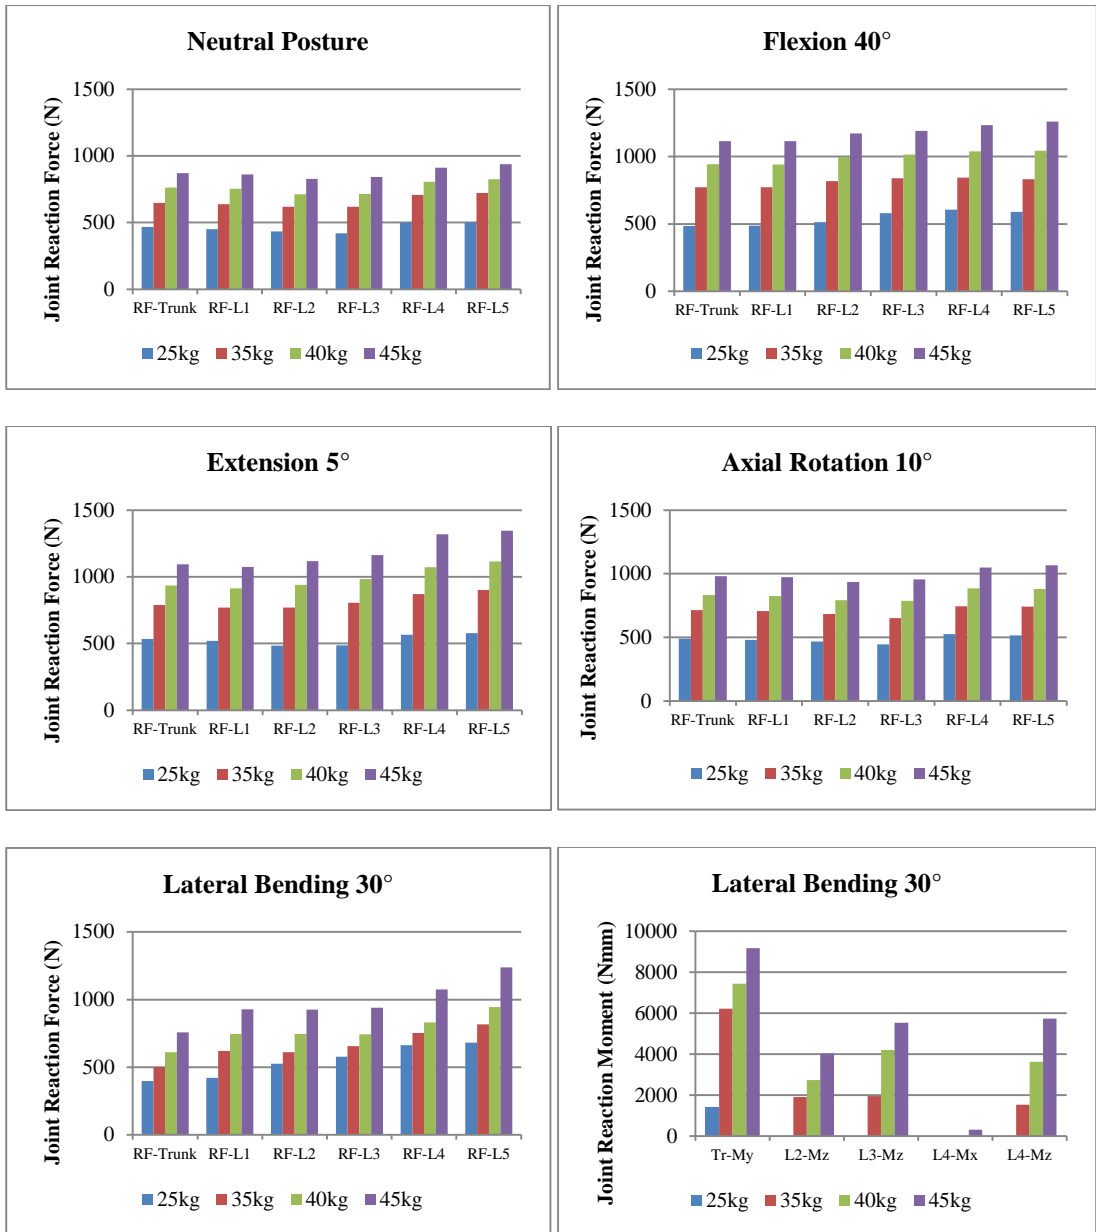 Neutral Posture
Joint Reaction Force (N)
1500
1000
500
0
RF-Trunk RF-L1 RF-L2 RF-L3 RF-L4 RF-L5
25kg 35kg 40kg 45kg
Flexion 40°
Joint Reaction Force (N)
1500
1000
500
0
RF-Trunk RF-L1 RF-L2 RF-L3 RF-L4 RF-L5
25kg 35kg 40kg 45kg
Extension 5°
Joint Reaction Force (N)
1500
1000
500
0
RF-Trunk RF-L1 RF-L2 RF-L3 RF-L4 RF-L5
25kg 35kg 40kg 45kg
Axial Rotation 10°
Joint Reaction Force (N)
1500
1000
500
0
RF-Trunk RF-L1 RF-L2 RF-L3 RF-L4 RF-L5
25kg 35kg 40kg 45kg
Lateral Bending 30°
Joint Reaction Force (N)
1500
1000
500
0
RF-Trunk RF-L1 RF-L2 RF-L3 RF-L4 RF-L5
25kg 35kg 40kg 45kg
Lateral Bending 30°
Joint Reaction Moment (Nmm)
10000
8000
6000
4000
2000
0
Tr-My L2-Mz L3-Mz L4-Mx L4-Mz
25kg 35kg 40kg 45kg